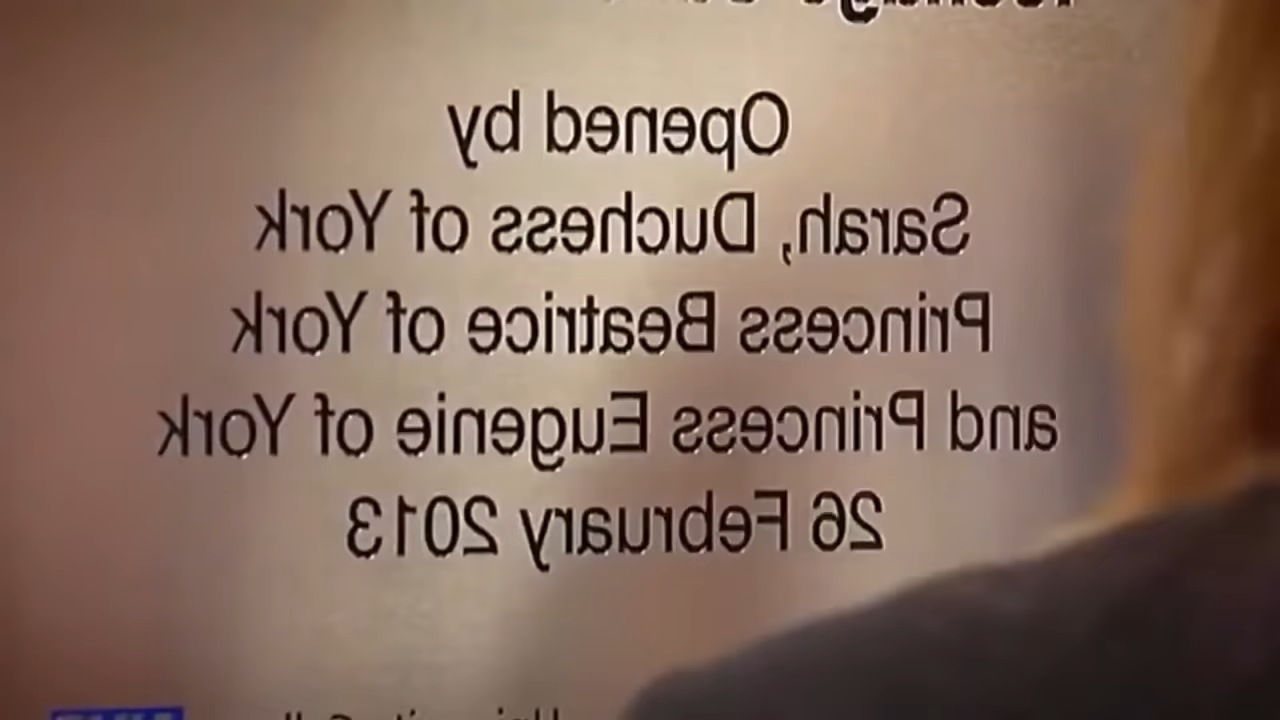 Opened by
Sarah, Duchess of York
Princess Beatrice of York
and Princess Eugenie of York
26 February 2013